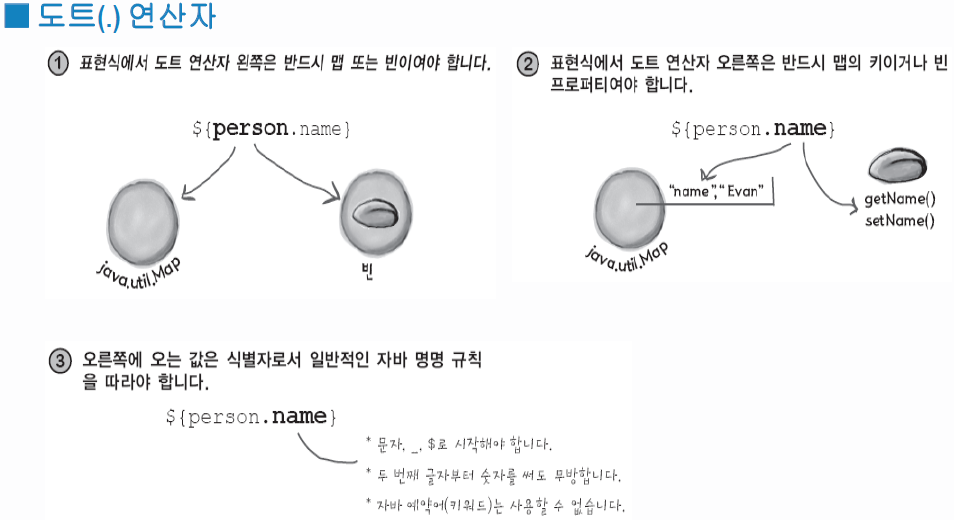 ■ 도트(.) 연산자
① 표현식에서 도트 연산자 왼쪽은 반드시 맵 또는 빈이여야 합니다.
${person.name}
java.util.Map
빈
② 표현식에서 도트 연산자 오른쪽은 반드시 맵의 키이거나 빈
프로퍼티여야 합니다.
${person.name}
"name","Evan"
getName()
setName()
java.util.Map
③ 오른쪽에 오는 값은 식별자로서 일반적인 자바 명명 규칙
을 따라야 합니다.
${person.name}
* 문자, _, $로 시작해야 합니다.
* 두 번째 글자부터 숫자를 써도 무방합니다.
* 자바 예약어(키워드)는 사용할 수 없습니다.